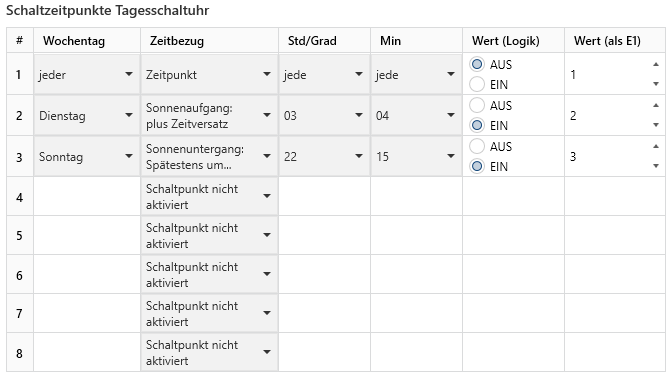 Schaltzeitpunkte Tagesschaltuhr
# Wochentag Zeitbezug Std/Grad Min Wert (Logik) Wert (als E1)
1 jeder Zeitpunkt jede jede AUS 1
EIN
2 Dienstag Sonnenaufgang: 03 04 AUS 2
plus Zeitversatz EIN
3 Sonntag Sonnenuntergang: 22 15 AUS 3
Spätestens um... EIN
4 Schaltpunkt nicht
aktiviert
5 Schaltpunkt nicht
aktiviert
6 Schaltpunkt nicht
aktiviert
7 Schaltpunkt nicht
aktiviert
8 Schaltpunkt nicht
aktiviert